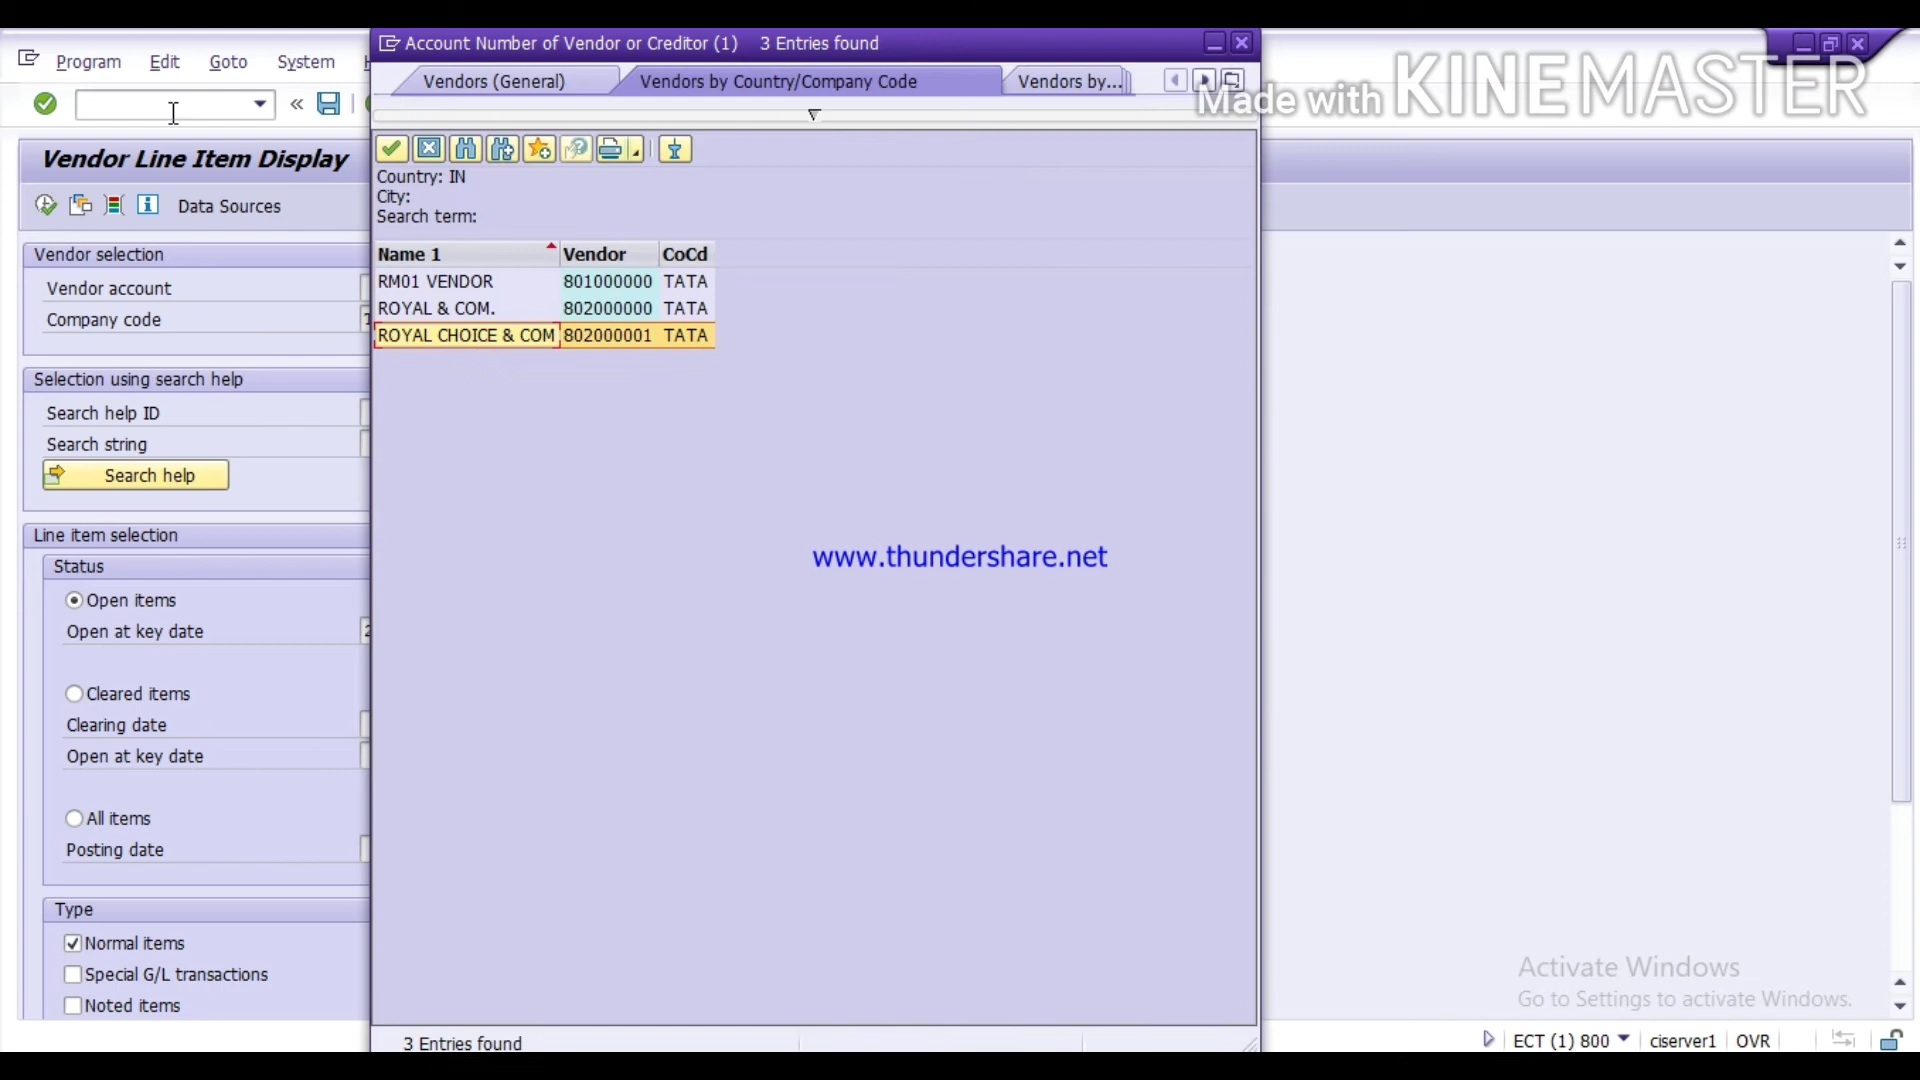 Program Edit Goto System
Vendor Line Item Display
Data Sources
Vendor selection
Vendor account
Company code
Selection using search help
Search help ID
Search string
Search help
Line item selection
Status
Open items
Open at key date
Cleared items
Clearing date
Open at key date
All items
Posting date
Type
Normal items
Special G/L transactions
Noted items
Account Number of Vendor or Creditor (1) 3 Entries found
Vendors (General) Vendors by Country/Company Code Vendors by...
Country: IN
City:
Search term:
Name 1 Vendor CoCd
RM01 VENDOR 801000000 TATA
ROYAL & COM. 802000000 TATA
ROYAL CHOICE & COM 802000001 TATA
3 Entries found
Made with KINEMASTER
www.thundershare.net
Activate Windows
Go to Settings to activate Windows.
ECT (1) 800 ciserver1 OVR